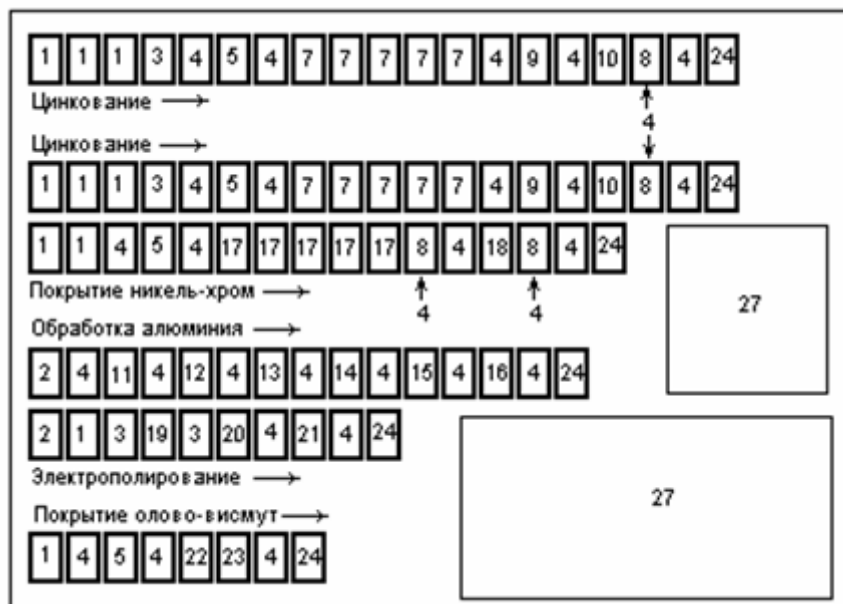 1 1 1 3 4 5 4 7 7 7 7 7 4 9 4 10 8 4 24
Цинкование
4
Цинкование
1 1 1 3 4 5 4 7 7 7 7 7 4 9 4 10 8 4 24
1 1 4 5 4 17 17 17 17 17 8 4 18 8 4 24
Покрытие никель-хром
4 4
27
Обработка алюминия
2 4 11 4 12 4 13 4 14 4 15 4 16 4 24
2 1 3 19 3 20 4 21 4 24
Электрополирование
27
Покрытие олово-висмут
1 4 5 4 22 23 4 24